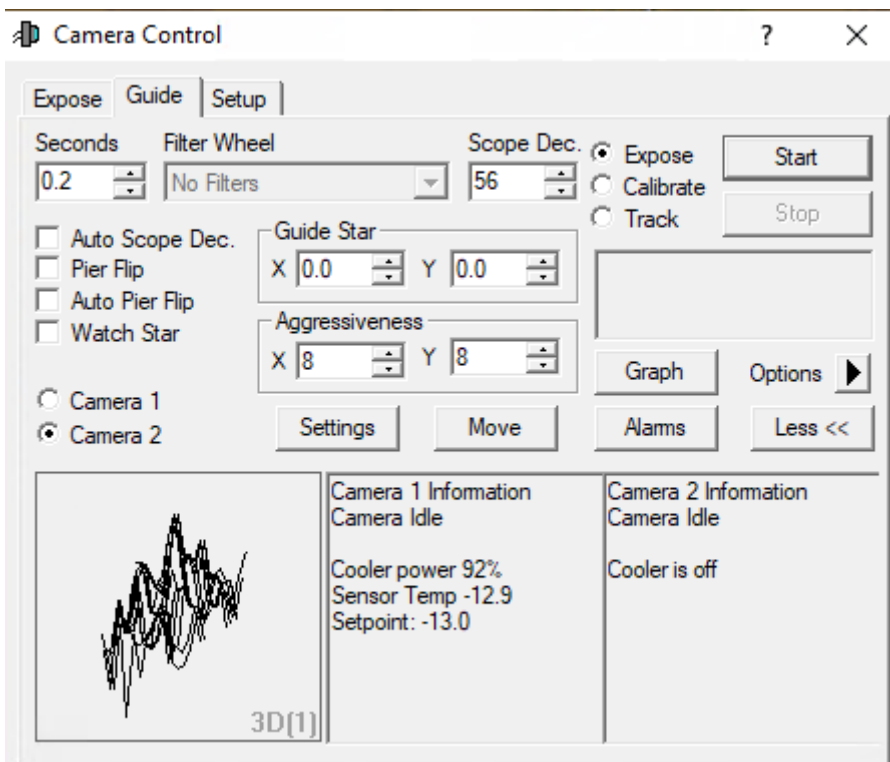 Camera Control
?
Expose Guide Setup
Seconds Filter Wheel Scope Dec.
0.2 No Filters 56
Expose
Calibrate
Track
Start
Stop
Auto Scope Dec.
Pier Flip
Auto Pier Flip
Watch Star
Guide Star
X 0.0 Y 0.0
Aggressiveness
X 8 Y 8
Camera 1
Camera 2
Settings Move
Graph Options
Alarms Less <<
3D(1)
Camera 1 Information
Camera Idle
Cooler power 92%
Sensor Temp -12.9
Setpoint: -13.0
Camera 2 Information
Camera Idle
Cooler is off